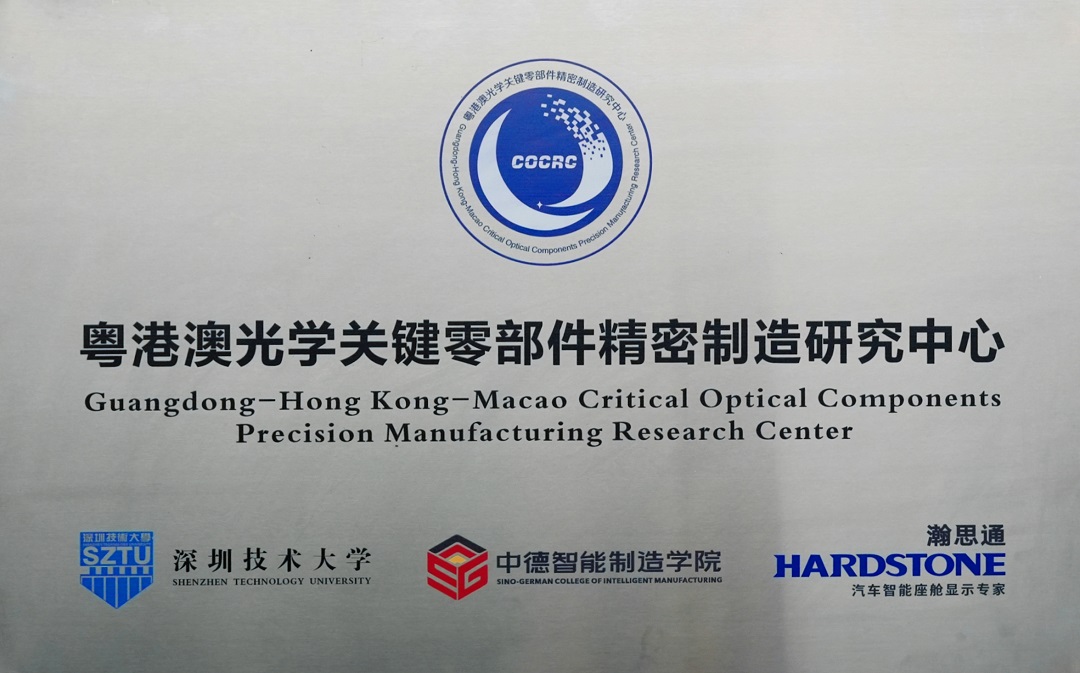 粤港澳光学关键零部件精密制造研究中心
Guangdong-Hong Kong-Macao Critical Optical Components Precision Manufacturing Research Center
COCRC
粤港澳光学关键零部件精密制造研究中心
Guangdong-Hong Kong-Macao Critical Optical Components
Precision Manufacturing Research Center
深圳技術大學
SZTU
深圳技术大学
SHENZHEN TECHNOLOGY UNIVERSITY
SG
中德智能制造学院
SINO-GERMAN COLLEGE OF INTELLIGENT MANUFACTURING
瀚思通
HARDSTONE
汽车智能座舱显示专家